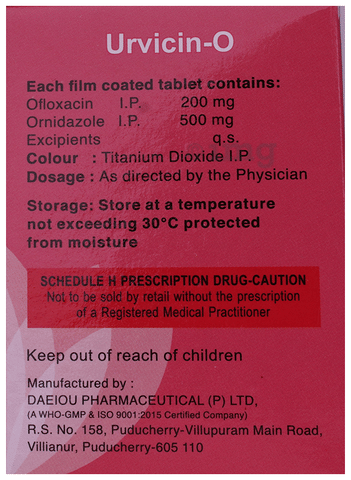 Urvicin-O
Each film coated tablet contains:
Ofloxacin I.P. 200 mg
Ornidazole I.P. 500 mg
Excipients q.s.
Colour : Titanium Dioxide I.P.
Dosage : As directed by the Physician
Storage: Store at a temperature
not exceeding 30°C protected
from moisture
SCHEDULE H PRESCRIPTION DRUG-CAUTION
Not to be sold by retail without the prescription
of a Registered Medical Practitioner
Keep out of reach of children
Manufactured by :
DAEIOU PHARMACEUTICAL (P) LTD,
(A WHO-GMP & ISO 9001:2015 Certified Company)
R.S. No. 158, Puducherry-Villupuram Main Road,
Villianur, Puducherry-605 110